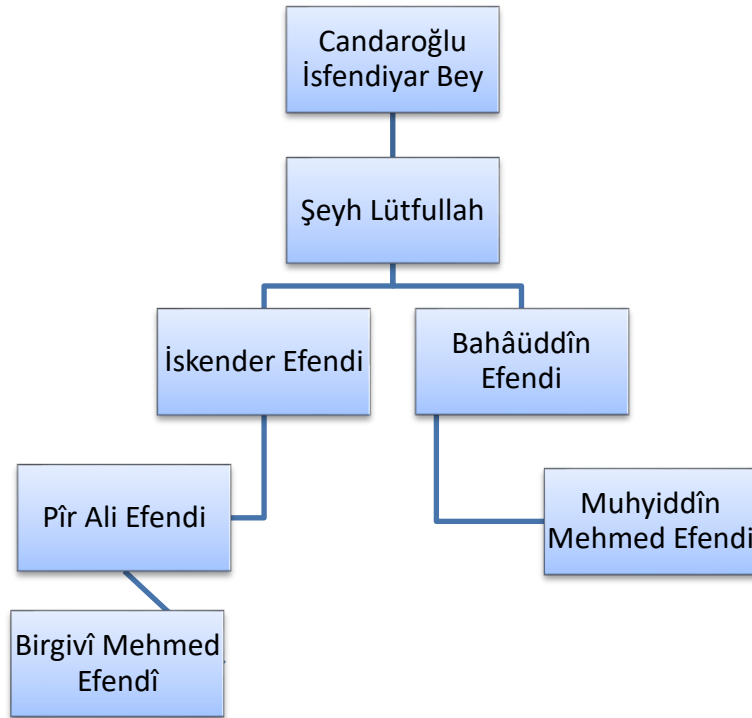 Candaroğlu
İsfendiyar Bey
Şeyh Lütfullah
İskender Efendi
Bahâüddîn
Efendi
Pîr Ali Efendi
Muhyiddîn
Mehmed Efendi
Birgivî Mehmed
Efendî